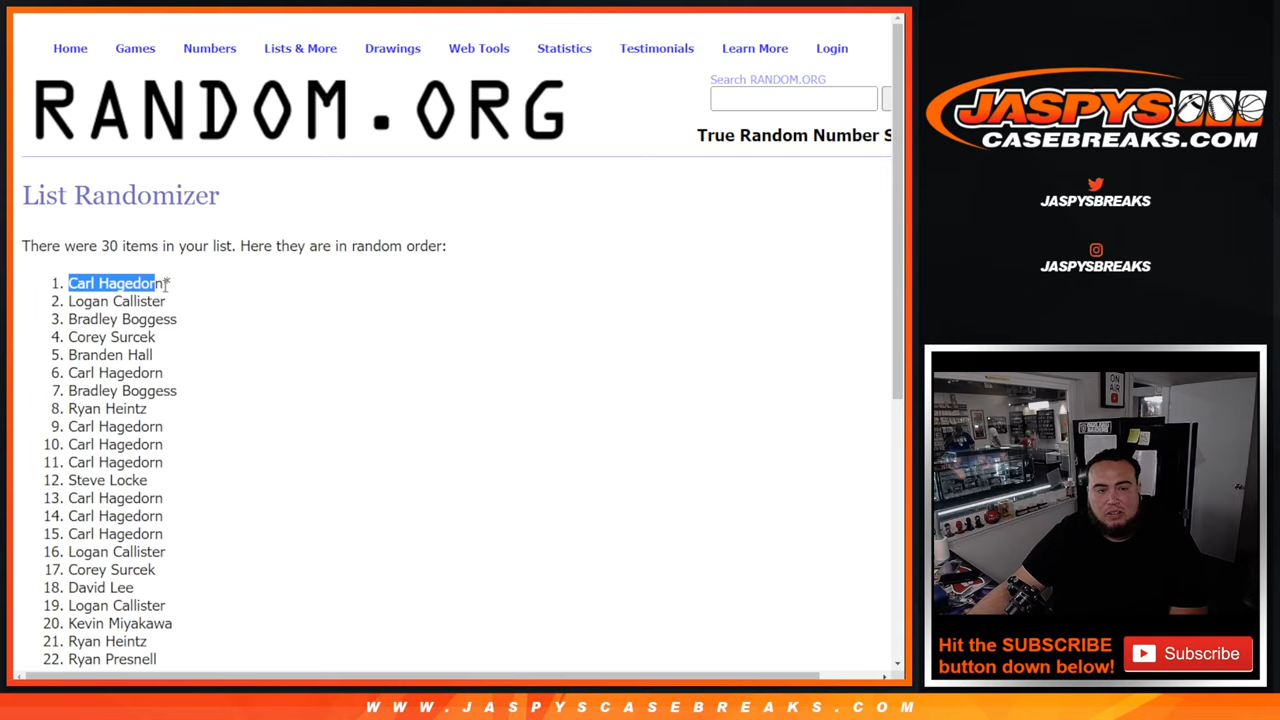 Home Games Numbers Lists & More Drawings Web Tools Statistics Testimonials Learn More Login
Search RANDOM.ORG
RANDOM.ORG
True Random Number S
List Randomizer
There were 30 items in your list. Here they are in random order:
1. Carl Hagedorn*
2. Logan Callister
3. Bradley Boggess
4. Corey Surcek
5. Branden Hall
6. Carl Hagedorn
7. Bradley Boggess
8. Ryan Heintz
9. Carl Hagedorn
10. Carl Hagedorn
11. Carl Hagedorn
12. Steve Locke
13. Carl Hagedorn
14. Carl Hagedorn
15. Carl Hagedorn
16. Logan Callister
17. Corey Surcek
18. David Lee
19. Logan Callister
20. Kevin Miyakawa
21. Ryan Heintz
22. Ryan Presnell
JASPYS
CASEBREAKS.COM
JASPYSBREAKS
JASPYSBREAKS
ON
AIR
Hit the SUBSCRIBE
button down below!
Subscribe
WWW.JASPYSCASEBREAKS.COM